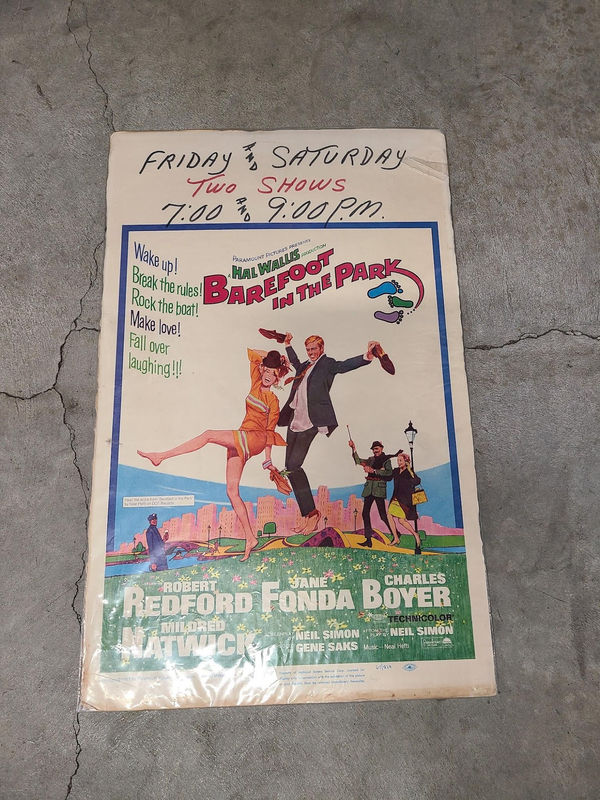 FRIDAY AND SATURDAY
TWO SHOWS
7:00 AND 9:00 P.M.
Wake up!
Break the rules!
Rock the boat!
Make love!
Fall over
laughing!!!
PARAMOUNT PICTURES PRESENTS
A HAL WALLIS PRODUCTION
BAREFOOT
IN THE PARK
ROBERT
REDFORD
JANE
FONDA
CHARLES
BOYER
MILDRED
NATWICK
TECHNICOLOR
NEIL SIMON
NEIL SIMON
GENE SAKS
Music - Neal Hefti